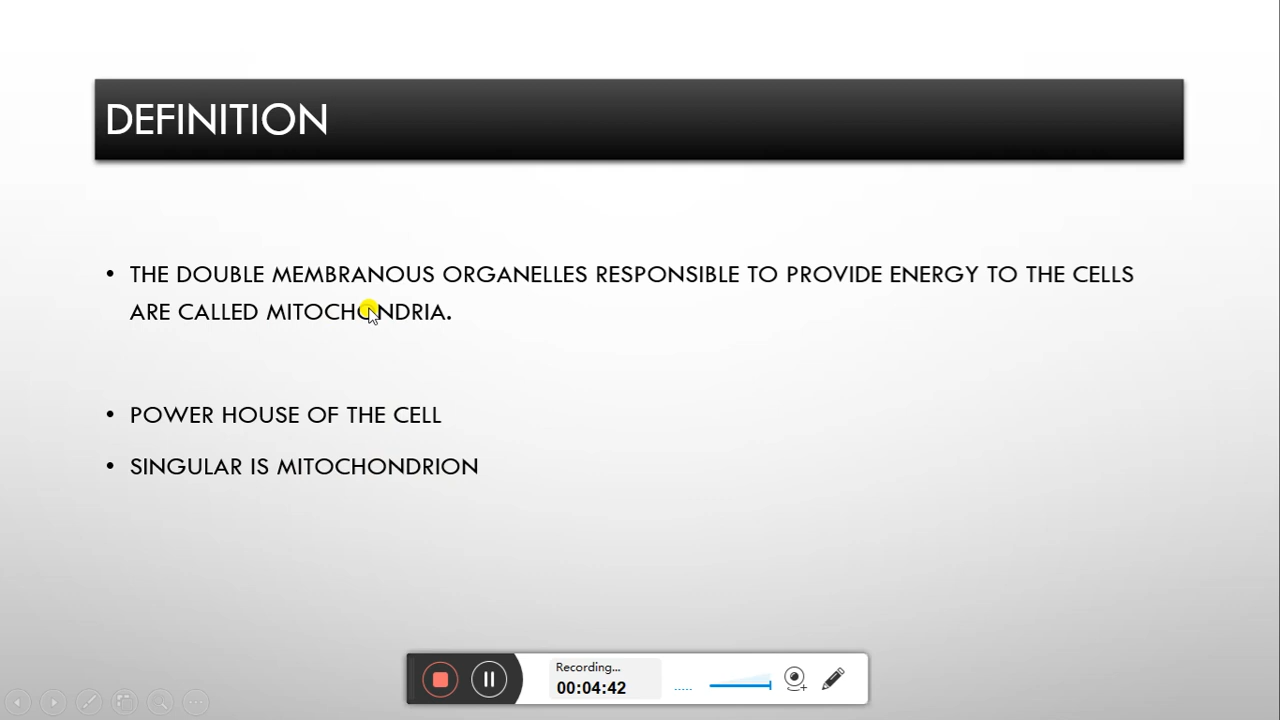 DEFINITION
• THE DOUBLE MEMBRANOUS ORGANELLES RESPONSIBLE TO PROVIDE ENERGY TO THE CELLS
ARE CALLED MITOCHONDRIA.
• POWER HOUSE OF THE CELL
• SINGULAR IS MITOCHONDRION
Recording...
00:04:42